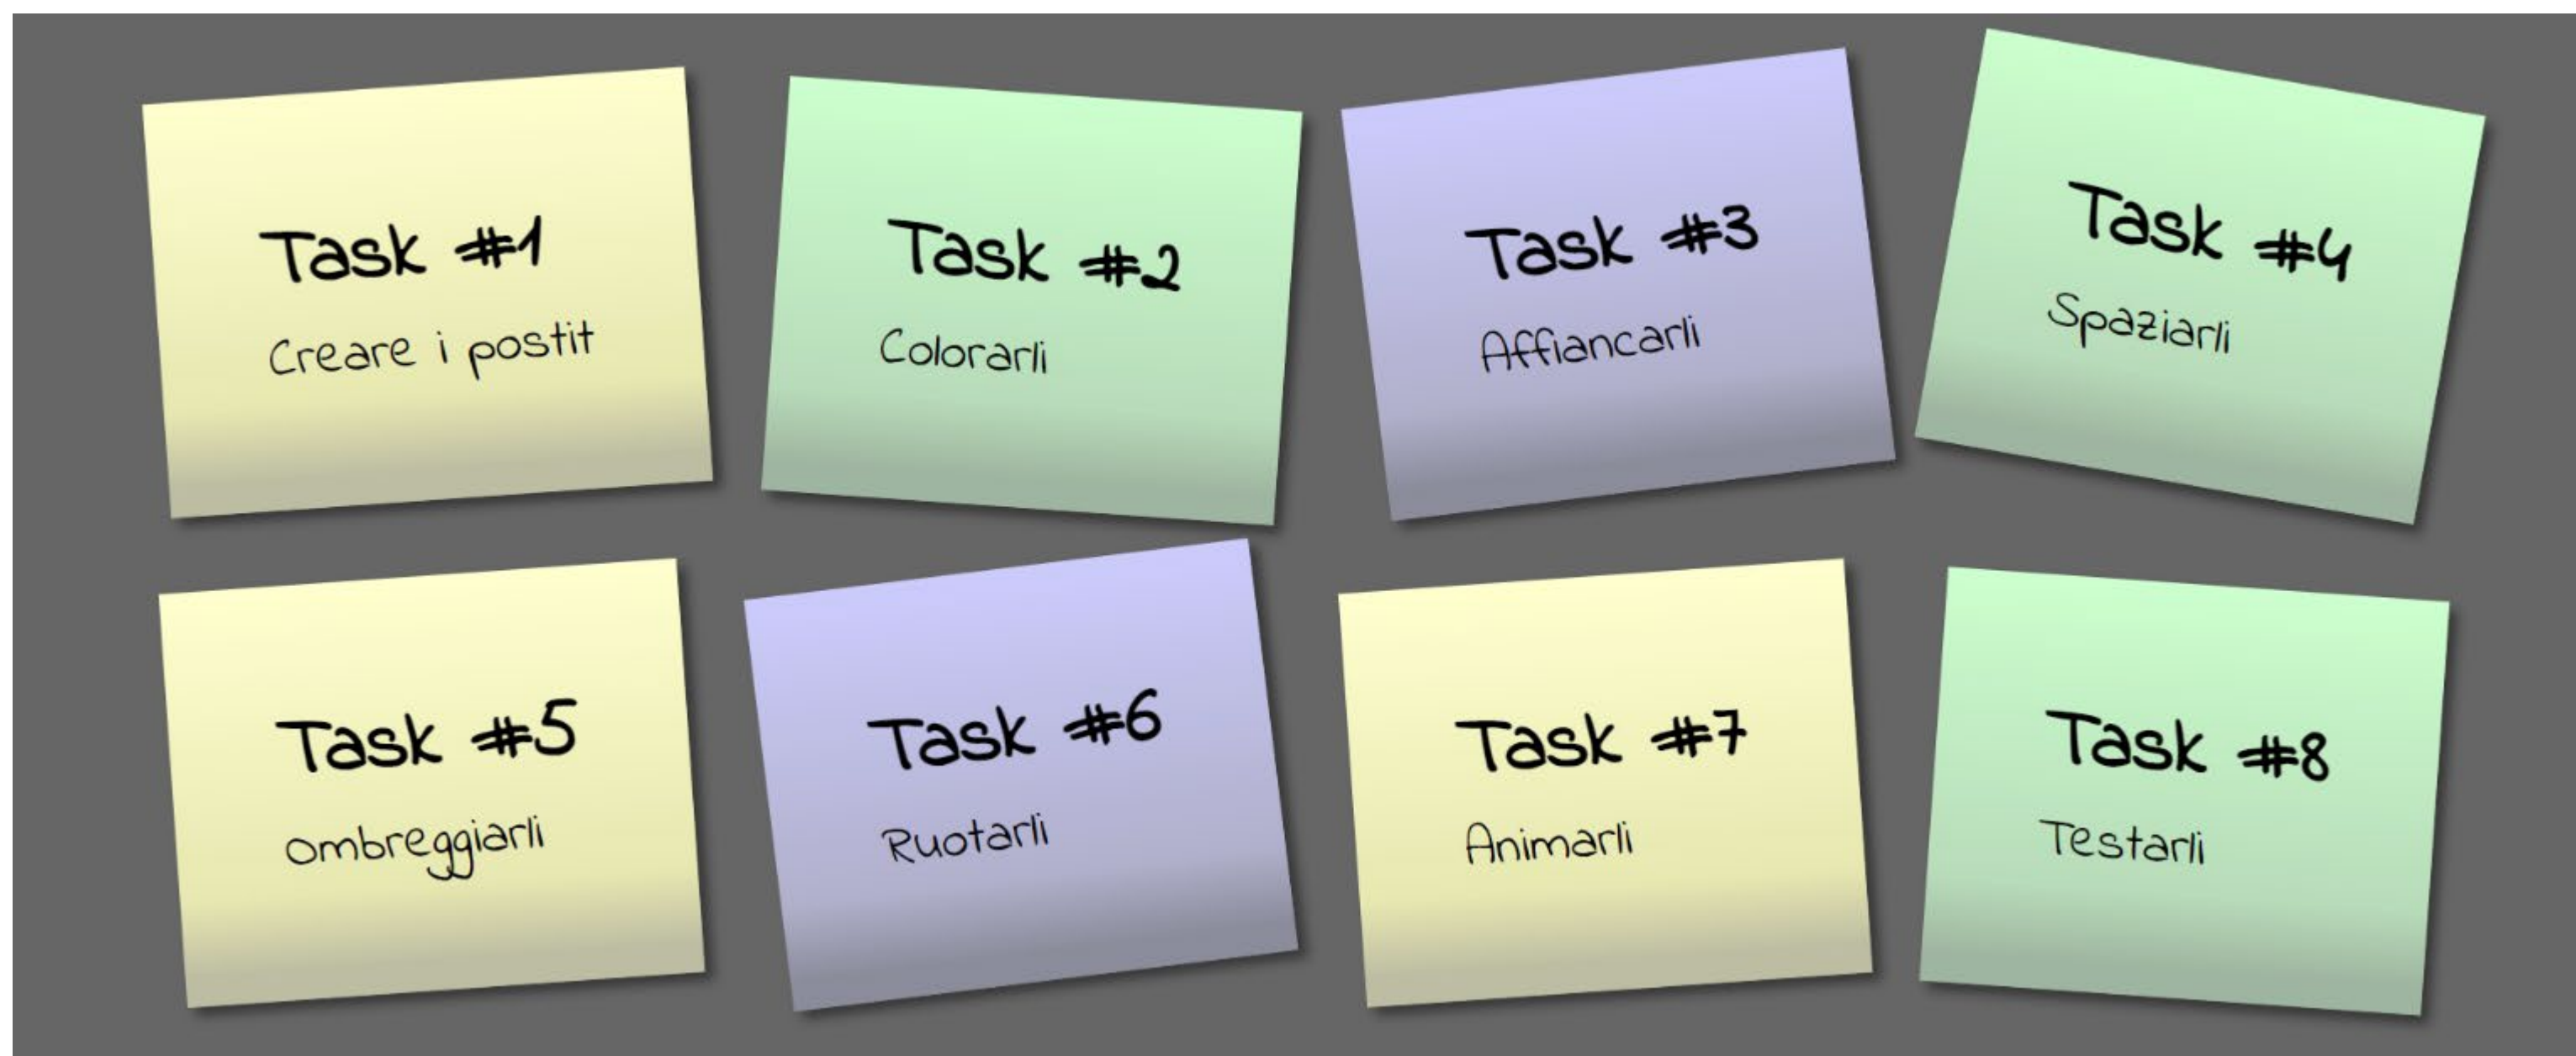 Task #1
Creare i postit
Task #2
Colorarli
Task #3
Affiancarli
Task #4
Spaziarli
Task #5
Ombreggiarli
Task #6
Ruotarli
Task #7
Animarli
Task #8
Testarli